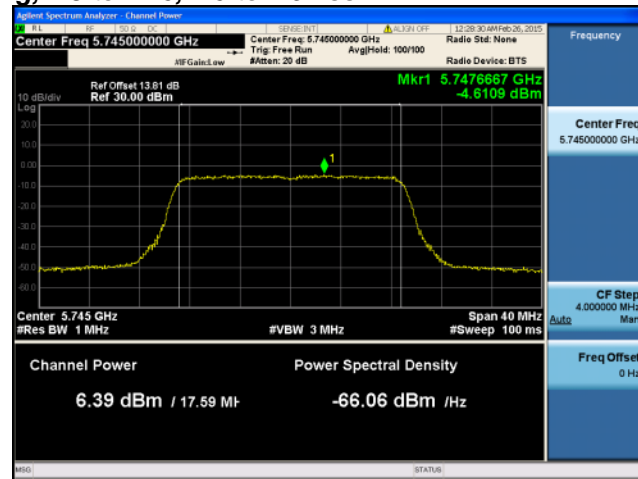 Agilent Spectrum Analyzer - Channel Power
RL RF 50 Ω DC SENSE:INT ALIGN OFF 12:28:30 AM Feb 26, 2015
Center Freq 5.745000000 GHz Center Freq: 5.745000000 GHz Radio Std: None Frequency
Trig: Free Run Avg|Hold: 100/100
#IFGain:Low #Atten: 20 dB Radio Device: BTS
Mkr1 5.7476667 GHz
Ref Offset 13.81 dB
10 dB/div Ref 30.00 dBm -4.6109 dBm
Log
20.0
10.0
0.00
-10.0
-20.0
-30.0
-40.0
-50.0
-60.0
1
Center Freq
5.745000000 GHz
Center 5.745 GHz Span 40 MHz
#Res BW 1 MHz #VBW 3 MHz #Sweep 100 ms
CF Step
4.000000 MHz
Auto Man
Channel Power Power Spectral Density
6.39 dBm / 17.59 MH -66.06 dBm /Hz
Freq Offset
0 Hz
MSG STATUS